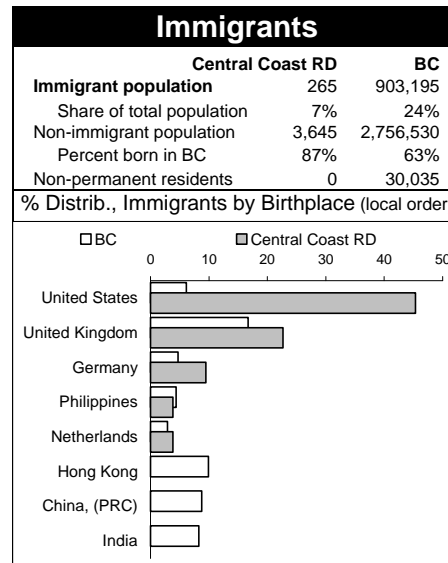 Immigrants
Central Coast RD BC
Immigrant population 265 903,195
Share of total population 7% 24%
Non-immigrant population 3,645 2,756,530
Percent born in BC 87% 63%
Non-permanent residents 0 30,035
% Distrib., Immigrants by Birthplace (local order
BC Central Coast RD
0 10 20 30 40 50
United States
United Kingdom
Germany
Philippines
Netherlands
Hong Kong
China, (PRC)
India